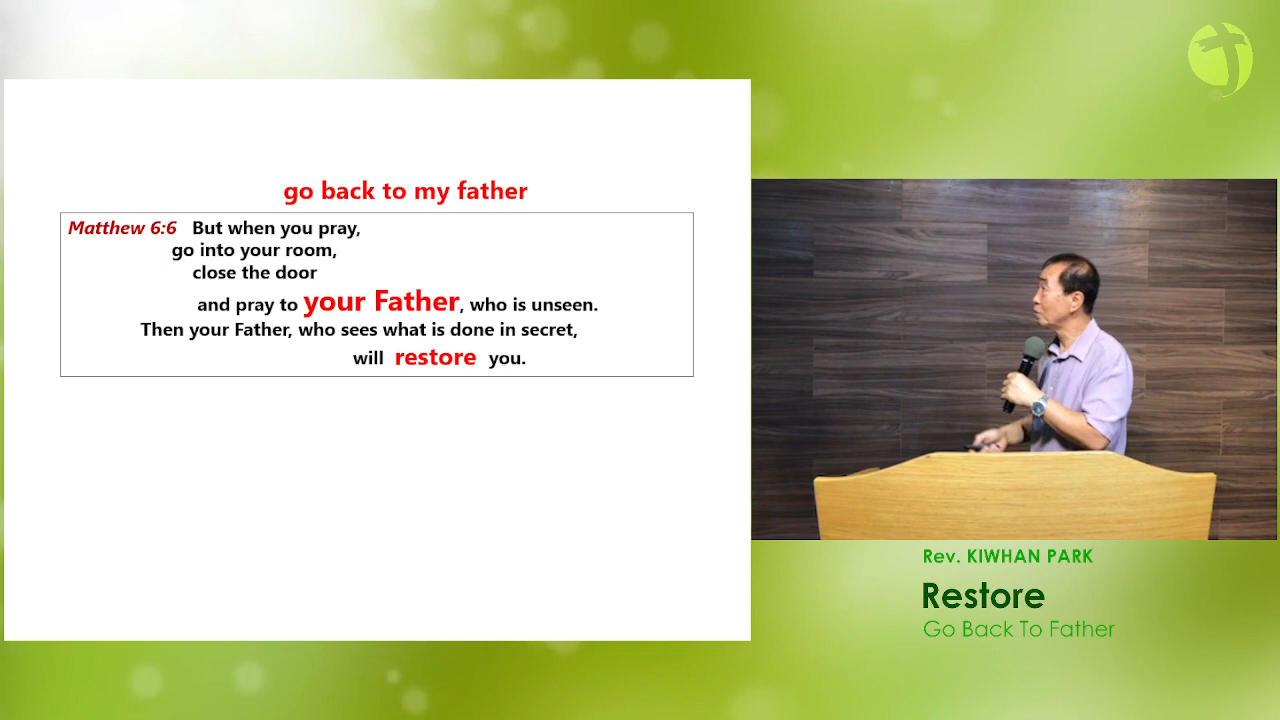 go back to my father
Matthew 6:6 But when you pray,
go into your room,
close the door
and pray to your Father, who is unseen.
Then your Father, who sees what is done in secret,
will restore you.
Rev. KIWHAN PARK
Restore
Go Back To Father